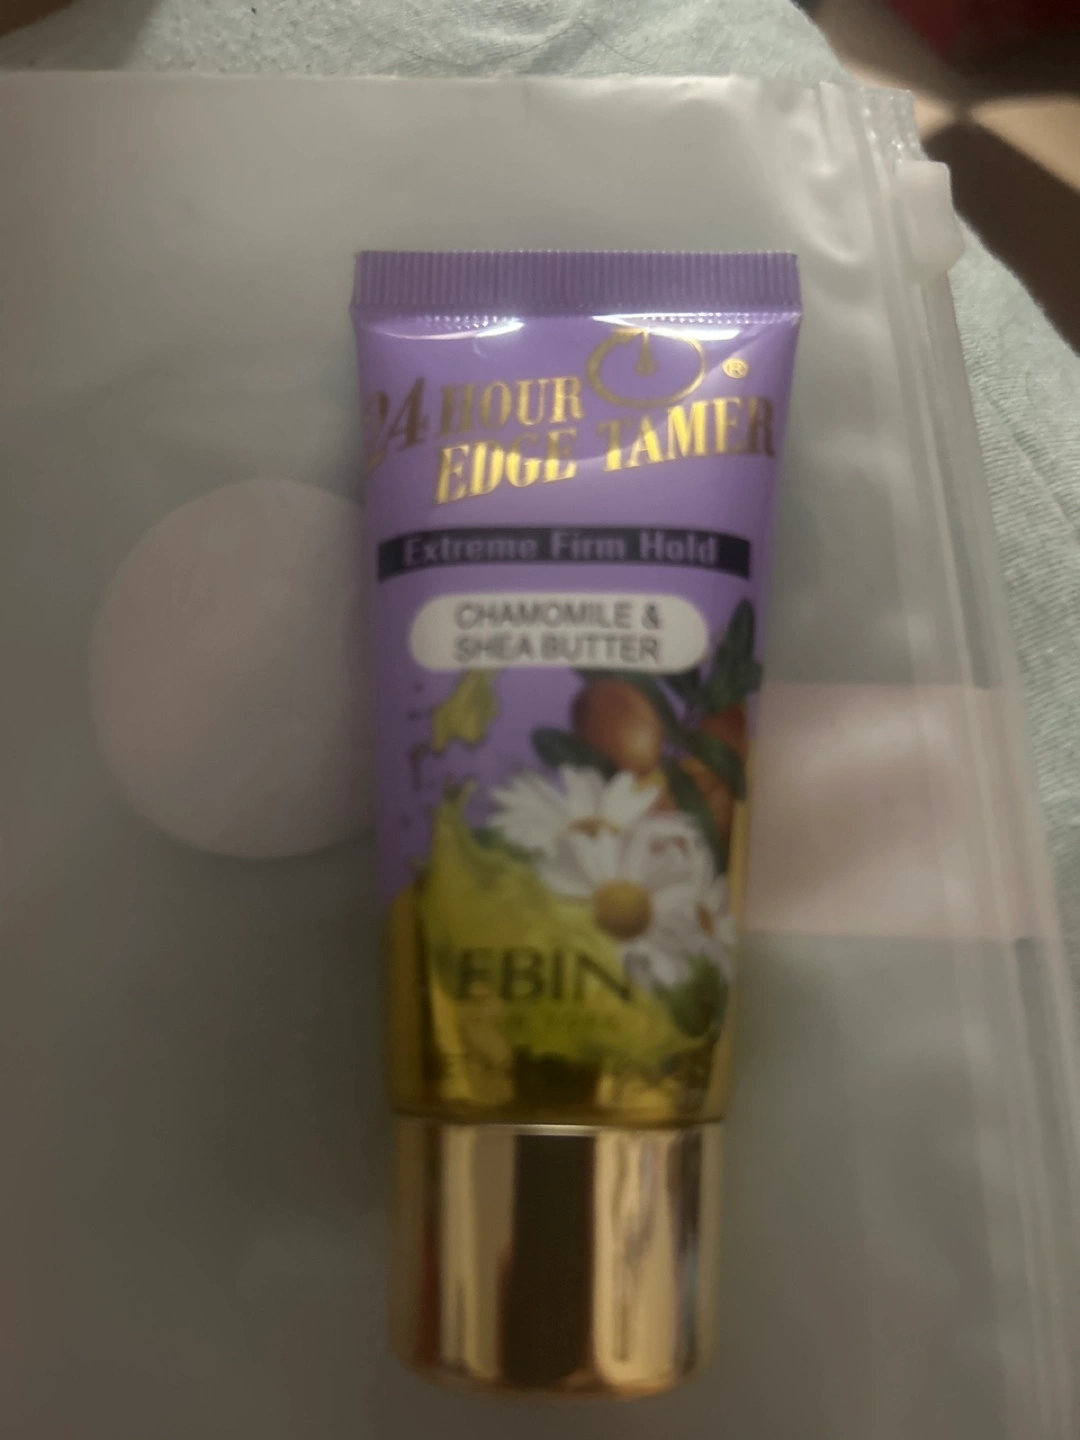 24 HOUR
EDGE TAMER ®
Extreme Firm Hold
CHAMOMILE &
SHEA BUTTER
EBIN